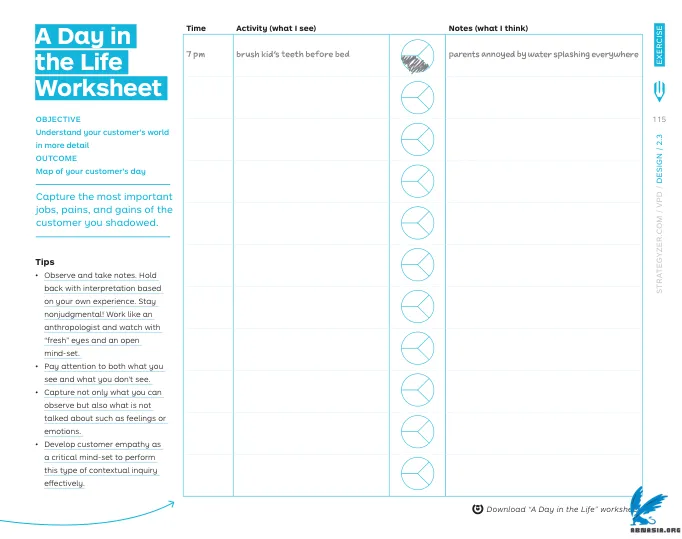 A Day in
the Life
Worksheet
OBJECTIVE
Understand your customer's world
in more detail
OUTCOME
Map of your customer's day
Capture the most important
jobs, pains, and gains of the
customer you shadowed.
Tips
• Observe and take notes. Hold
back with interpretation based
on your own experience. Stay
nonjudgmental! Work like an
anthropologist and watch with
“fresh” eyes and an open
mind-set.
• Pay attention to both what you
see and what you don't see.
• Capture not only what you can
observe but also what is not
talked about such as feelings or
emotions.
• Develop customer empathy as
a critical mind-set to perform
this type of contextual inquiry
effectively.
Time Activity (what I see) Notes (what I think)
7 pm brush kid's teeth before bed parents annoyed by water splashing everywhere
Download “A Day in the Life” workshe
EXERCISE
115
STRATEGYZER.COM / VPD / DESIGN / 2.3
ABNASIA.ORG